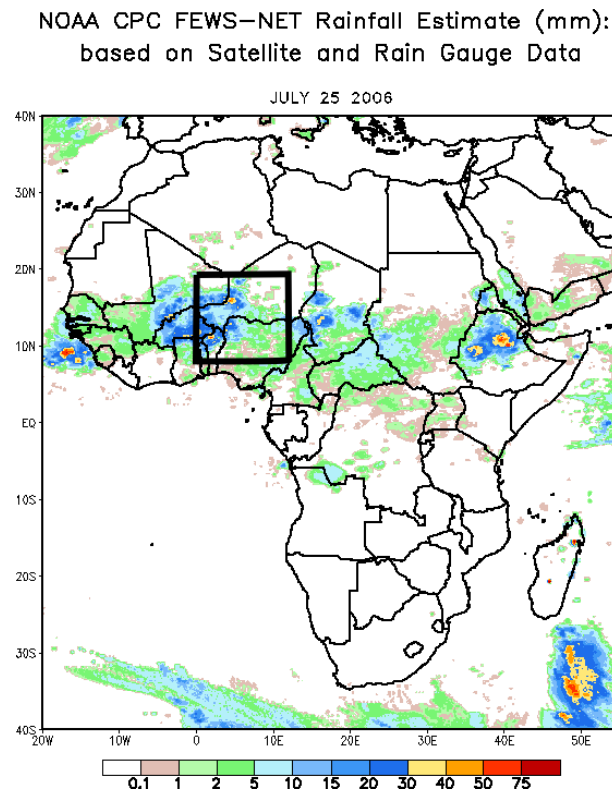 NOAA CPC FEWS-NET Rainfall Estimate (mm):
based on Satellite and Rain Gauge Data
JULY 25 2006
40N
30N
20N
10N
EQ
10S
20S
30S
40S
20W 10W 0 10E 20E 30E 40E 50E
0.1 1 2 5 10 15 20 30 40 50 75